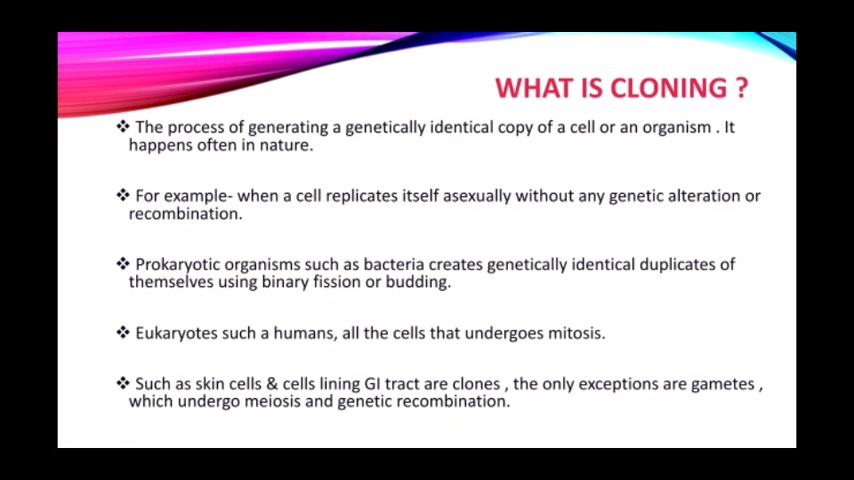 WHAT IS CLONING ?
❖ The process of generating a genetically identical copy of a cell or an organism . It
happens often in nature.
❖ For example- when a cell replicates itself asexually without any genetic alteration or
recombination.
❖ Prokaryotic organisms such as bacteria creates genetically identical duplicates of
themselves using binary fission or budding.
❖ Eukaryotes such a humans, all the cells that undergoes mitosis.
❖ Such as skin cells & cells lining GI tract are clones , the only exceptions are gametes ,
which undergo meiosis and genetic recombination.